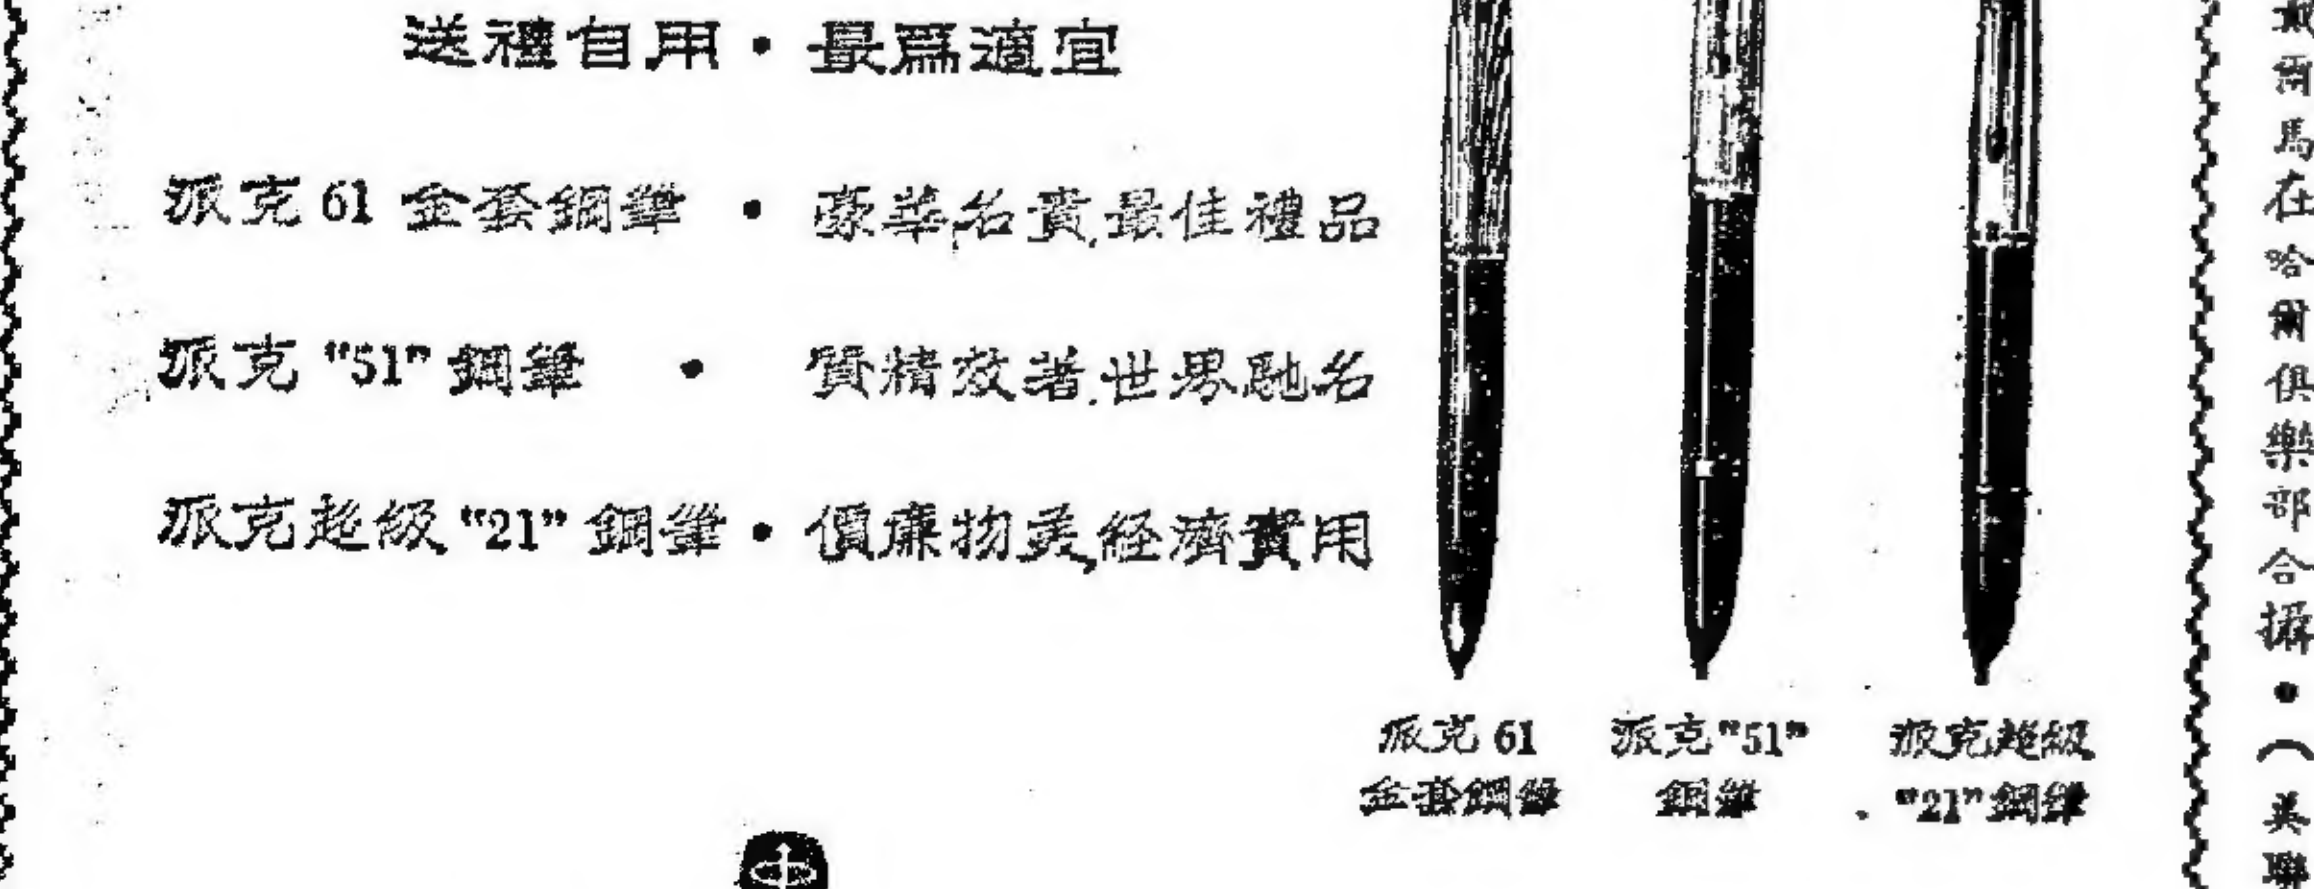 送禮自用・最爲適宜
派克 61 金套鋼筆 ・ 豪華名貴,最佳禮品
派克 "51" 鋼筆 ・ 質精效著,世界馳名
派克超級 "21" 鋼筆・價廉物美,經濟實用
派克 61
金套鋼筆
派克"51"
鋼筆
派克超級
"21"鋼筆
爾馬在哈爾俱樂部合攝・(美聯